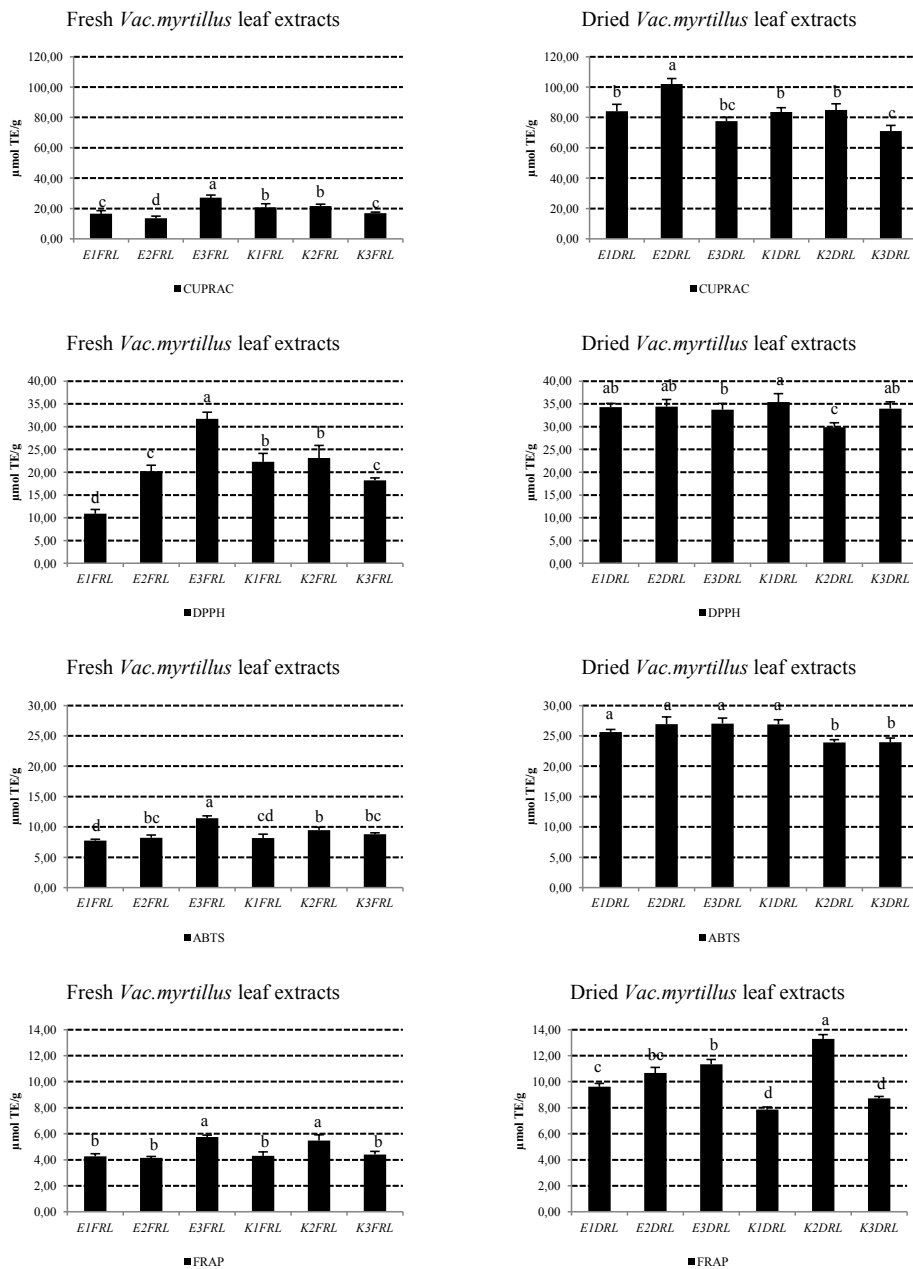 Fresh Vac.myrtillus leaf extracts
120,00
100,00
80,00
60,00
40,00
20,00
0,00
µmol TE/g
c d a b b c
E1FRL E2FRL E3FRL K1FRL K2FRL K3FRL
CUPRAC
Dried Vac.myrtillus leaf extracts
120,00
100,00
80,00
60,00
40,00
20,00
0,00
µmol TE/g
b a bc b b c
E1DRL E2DRL E3DRL K1DRL K2DRL K3DRL
CUPRAC
Fresh Vac.myrtillus leaf extracts
40,00
35,00
30,00
25,00
20,00
15,00
10,00
5,00
0,00
µmol TE/g
d c a b b c
E1FRL E2FRL E3FRL K1FRL K2FRL K3FRL
DPPH
Dried Vac.myrtillus leaf extracts
40,00
35,00
30,00
25,00
20,00
15,00
10,00
5,00
0,00
µmol TE/g
ab ab b a c ab
E1DRL E2DRL E3DRL K1DRL K2DRL K3DRL
DPPH
Fresh Vac.myrtillus leaf extracts
30,00
25,00
20,00
15,00
10,00
5,00
0,00
µmol TE/g
d bc a cd b bc
E1FRL E2FRL E3FRL K1FRL K2FRL K3FRL
ABTS
Dried Vac.myrtillus leaf extracts
30,00
25,00
20,00
15,00
10,00
5,00
0,00
µmol TE/g
a a a a b b
E1DRL E2DRL E3DRL K1DRL K2DRL K3DRL
ABTS
Fresh Vac.myrtillus leaf extracts
14,00
12,00
10,00
8,00
6,00
4,00
2,00
0,00
µmol TE/g
b b a b a b
E1FRL E2FRL E3FRL K1FRL K2FRL K3FRL
FRAP
Dried Vac.myrtillus leaf extracts
14,00
12,00
10,00
8,00
6,00
4,00
2,00
0,00
µmol TE/g
c bc b d a d
E1DRL E2DRL E3DRL K1DRL K2DRL K3DRL
FRAP